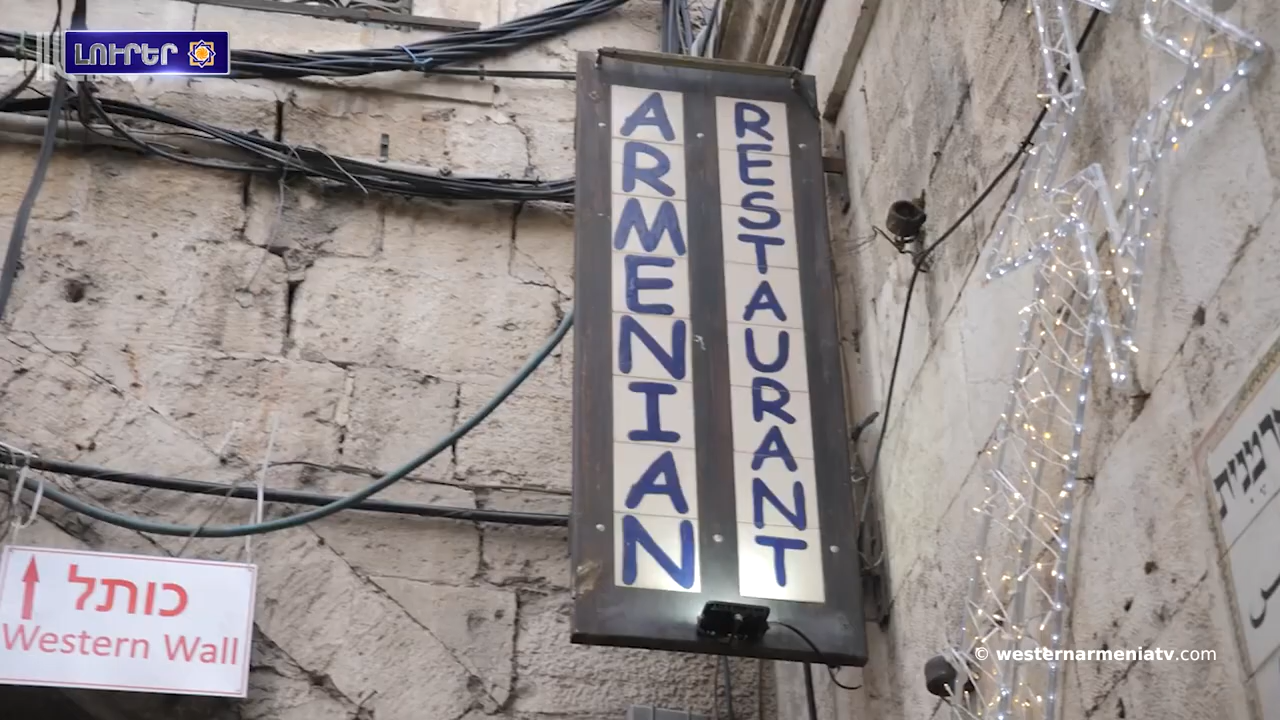 ԼՈՒՐԵՐ
ARMENIAN
RESTAURANT
כותל
Western Wall
© westernarmeniatv.com